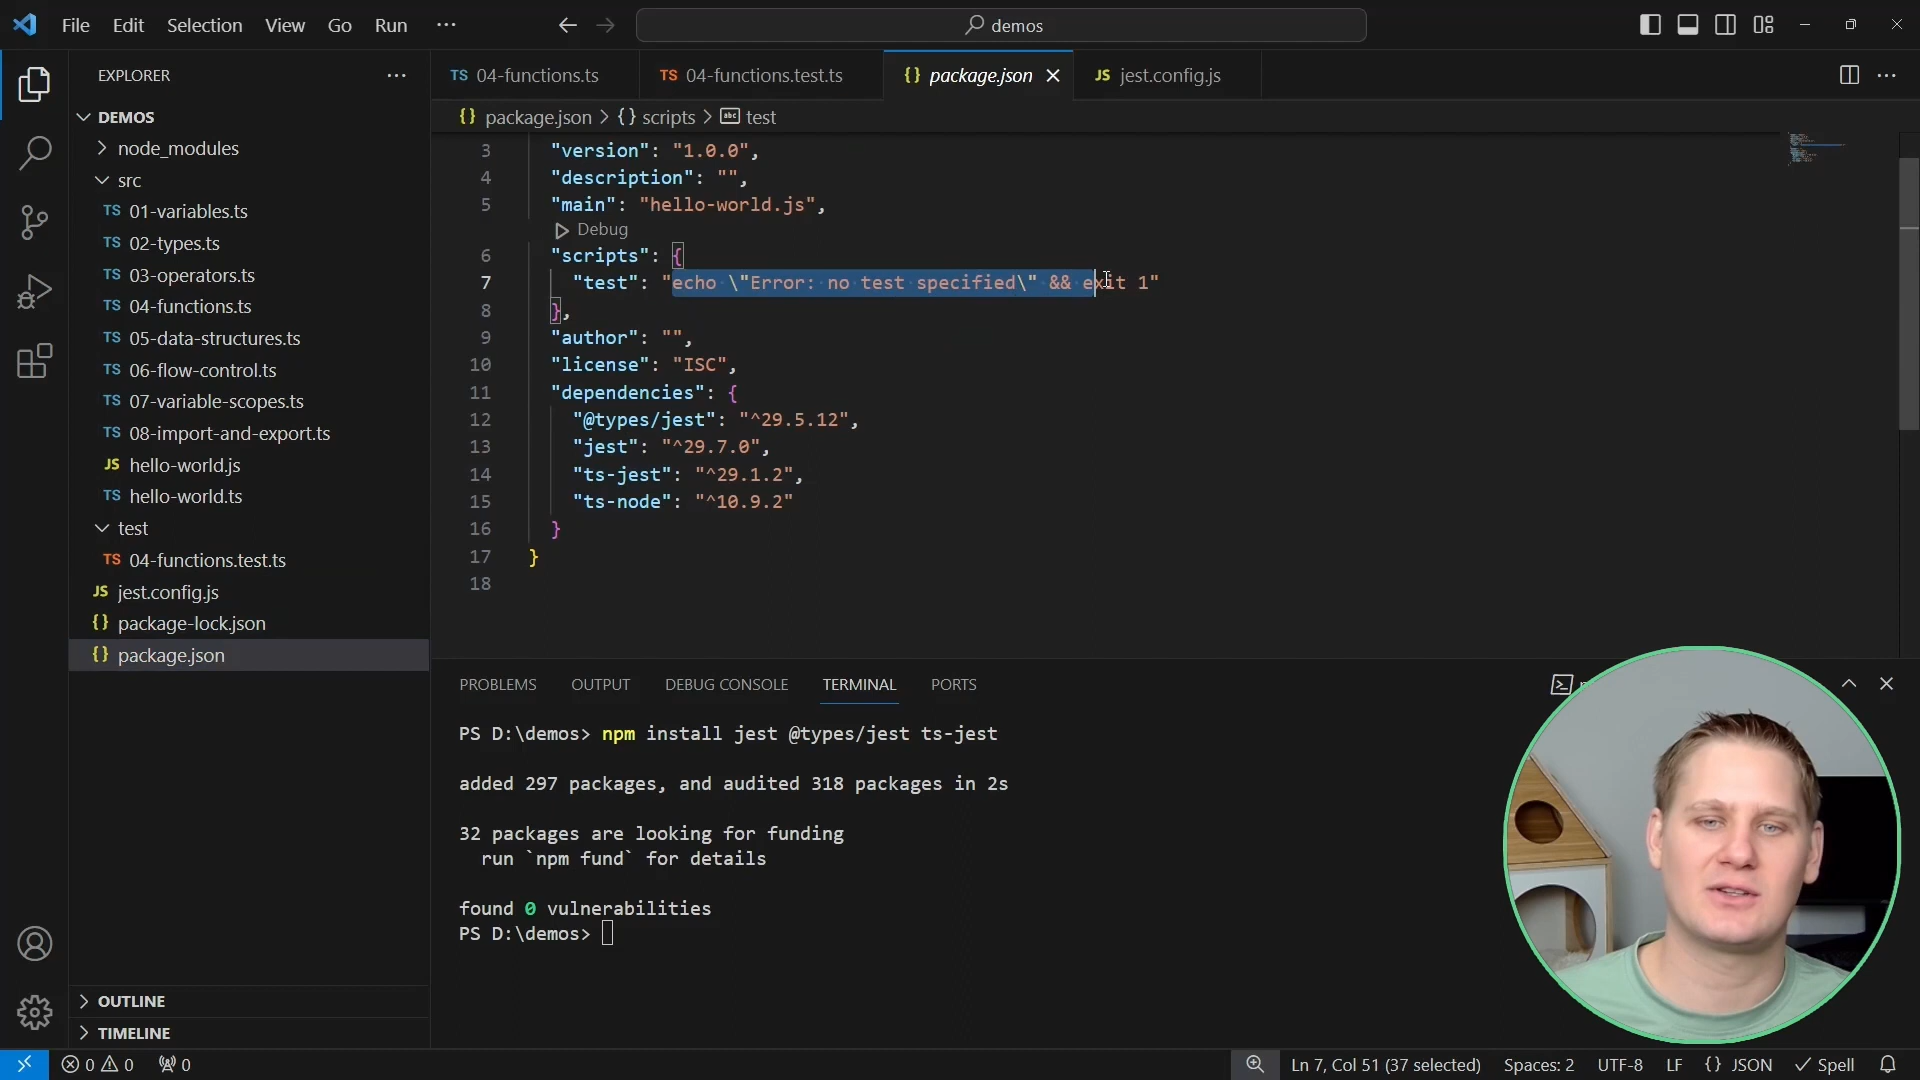 File Edit Selection View Go Run ··· demos
EXPLORER ···
DEMOS
node_modules
src
TS 01-variables.ts
TS 02-types.ts
TS 03-operators.ts
TS 04-functions.ts
TS 05-data-structures.ts
TS 06-flow-control.ts
TS 07-variable-scopes.ts
TS 08-import-and-export.ts
JS hello-world.js
TS hello-world.ts
test
TS 04-functions.test.ts
JS jest.config.js
{} package-lock.json
{} package.json
OUTLINE
TIMELINE
TS 04-functions.ts TS 04-functions.test.ts {} package.json JS jest.config.js
{} package.json > {} scripts > abc test
3 "version": "1.0.0",
4 "description": "",
5 "main": "hello-world.js",
Debug
6 "scripts": {
7 "test": "echo \"Error: no test specified\" && exit 1"
8 },
9 "author": "",
10 "license": "ISC",
11 "dependencies": {
12 "@types/jest": "^29.5.12",
13 "jest": "^29.7.0",
14 "ts-jest": "^29.1.2",
15 "ts-node": "^10.9.2"
16 }
17 }
18
PROBLEMS OUTPUT DEBUG CONSOLE TERMINAL PORTS
PS D:\demos> npm install jest @types/jest ts-jest
added 297 packages, and audited 318 packages in 2s
32 packages are looking for funding
run `npm fund` for details
found 0 vulnerabilities
PS D:\demos>
0 0 0 Ln 7, Col 51 (37 selected) Spaces: 2 UTF-8 LF {} JSON Spell